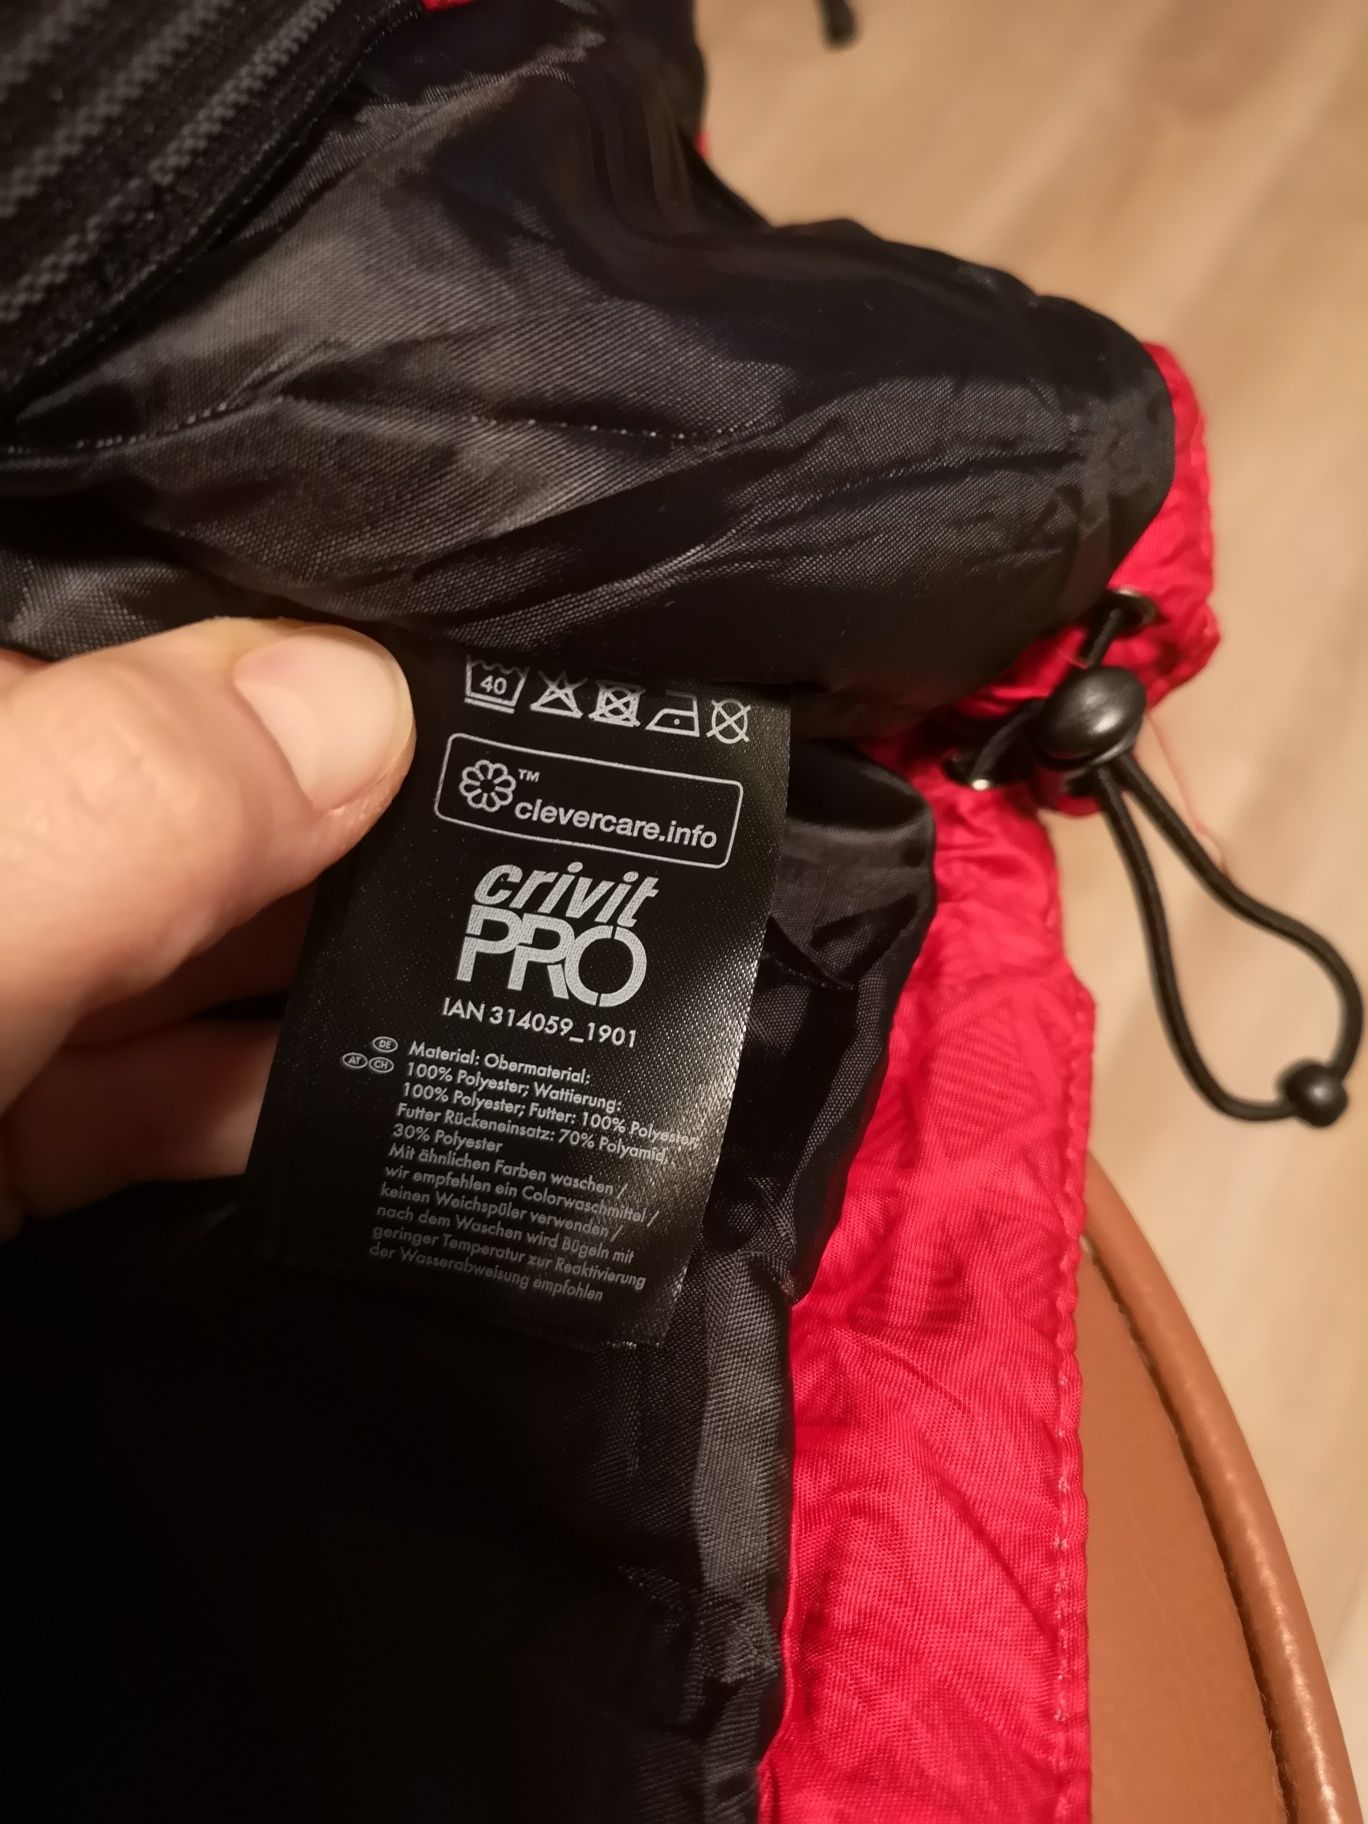 40
™
clevercare.info
crivit
PRO
IAN 314059_1901
DE AT CH
Material: Obermaterial:
100% Polyester; Wattierung:
100% Polyester; Futter: 100% Polyester;
Futter Rückeneinsatz: 70% Polyamid,
30% Polyester
Mit ähnlichen Farben waschen /
wir empfehlen ein Colorwaschmittel /
keinen Weichspüler verwenden /
nach dem Waschen wird Bügeln mit
geringer Temperatur zur Reaktivierung
der Wasserabweisung empfohlen